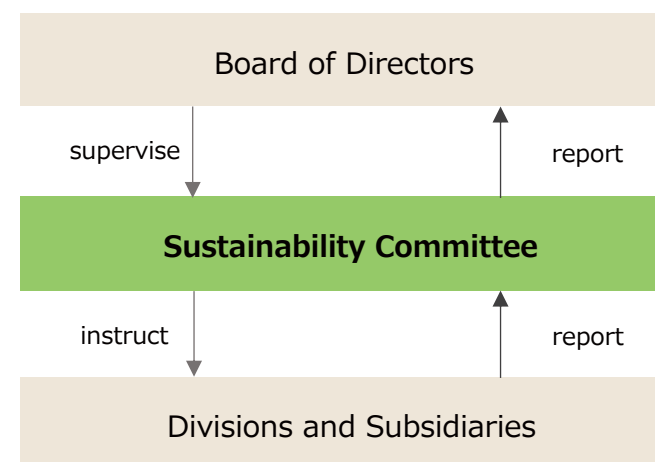 Board of Directors
supervise
report
Sustainability Committee
instruct
report
Divisions and Subsidiaries